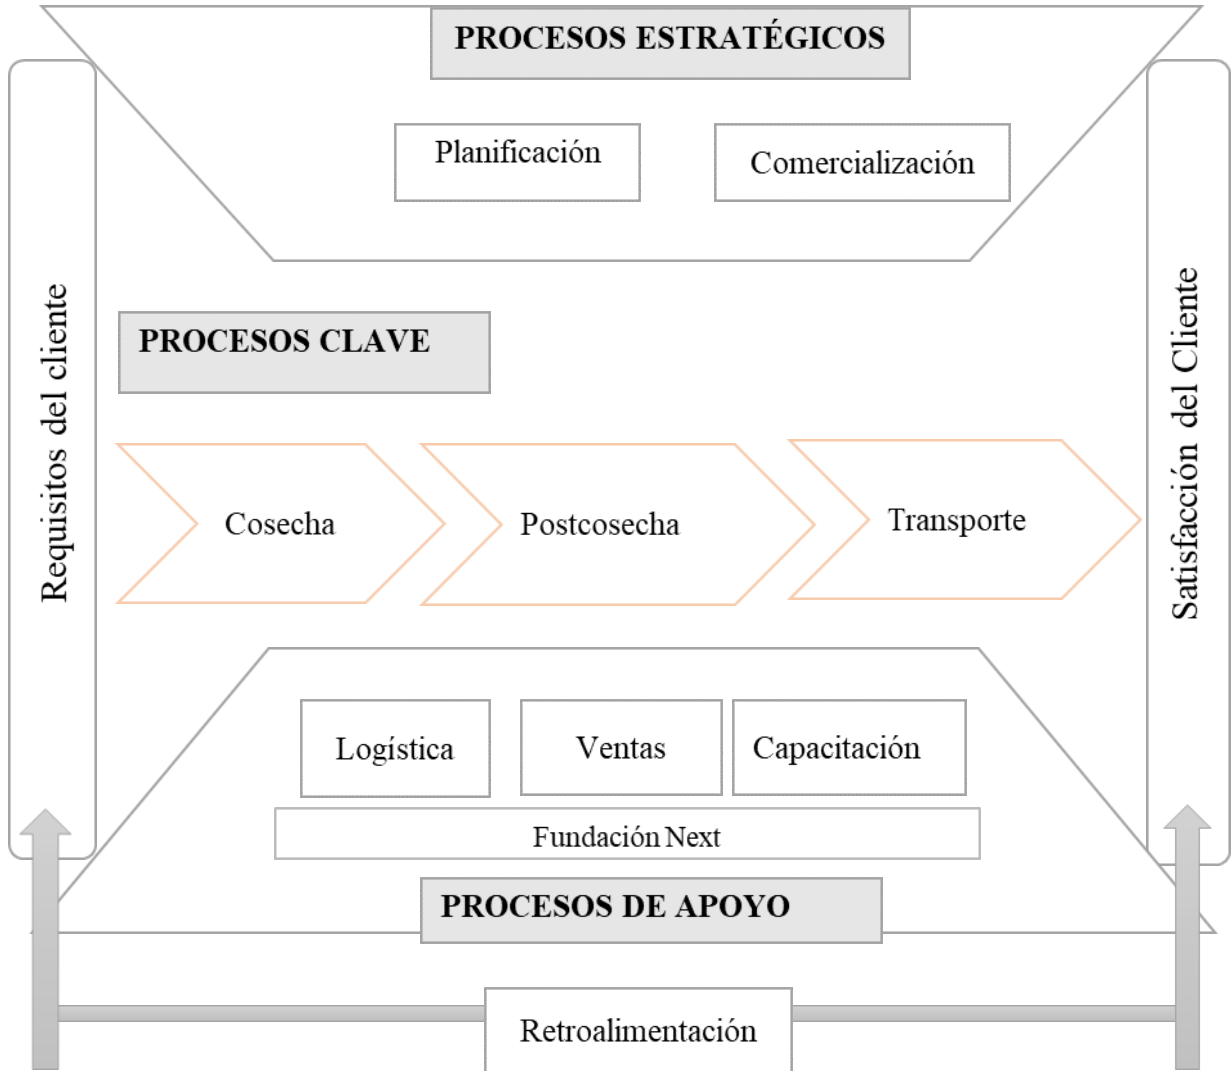 PROCESOS ESTRATÉGICOS
Planificación
Comercialización
Requisitos del cliente
PROCESOS CLAVE
Cosecha
Postcosecha
Transporte
Satisfacción del Cliente
Logística
Ventas
Capacitación
Fundación Next
PROCESOS DE APOYO
Retroalimentación